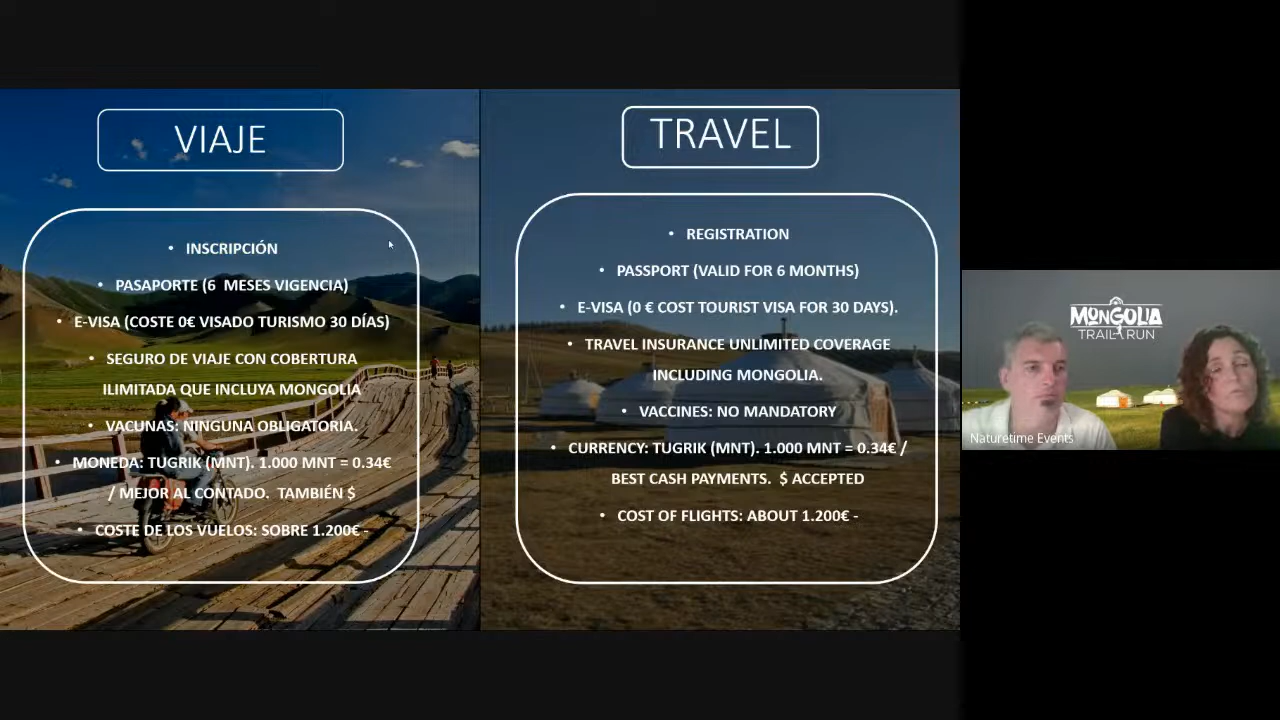 VIAJE
• INSCRIPCIÓN
• PASAPORTE (6  MESES VIGENCIA)
• E-VISA (COSTE 0€ VISADO TURISMO 30 DÍAS)
• SEGURO DE VIAJE CON COBERTURA
ILIMITADA QUE INCLUYA MONGOLIA
• VACUNAS: NINGUNA OBLIGATORIA.
• MONEDA: TUGRIK (MNT). 1.000 MNT = 0.34€
/ MEJOR AL CONTADO.  TAMBIÉN $
• COSTE DE LOS VUELOS: SOBRE 1.200€ -
TRAVEL
• REGISTRATION
• PASSPORT (VALID FOR 6 MONTHS)
• E-VISA (0 € COST TOURIST VISA FOR 30 DAYS).
• TRAVEL INSURANCE UNLIMITED COVERAGE
INCLUDING MONGOLIA.
• VACCINES: NO MANDATORY
• CURRENCY: TUGRIK (MNT). 1.000 MNT = 0.34€ /
BEST CASH PAYMENTS.  $ ACCEPTED
• COST OF FLIGHTS: ABOUT 1.200€ -
MONGOLIA
TRAIL RUN
Naturetime Events